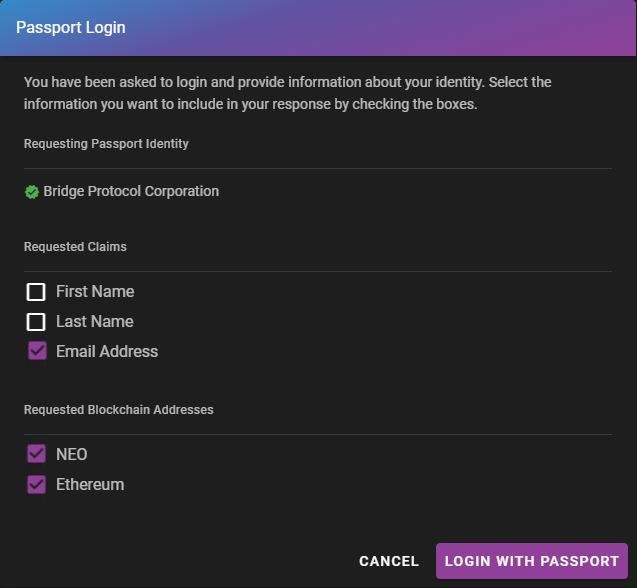 Passport Login
You have been asked to login and provide information about your identity. Select the
information you want to include in your response by checking the boxes.
Requesting Passport Identity
Bridge Protocol Corporation
Requested Claims
First Name
Last Name
Email Address
Requested Blockchain Addresses
NEO
Ethereum
CANCEL
LOGIN WITH PASSPORT